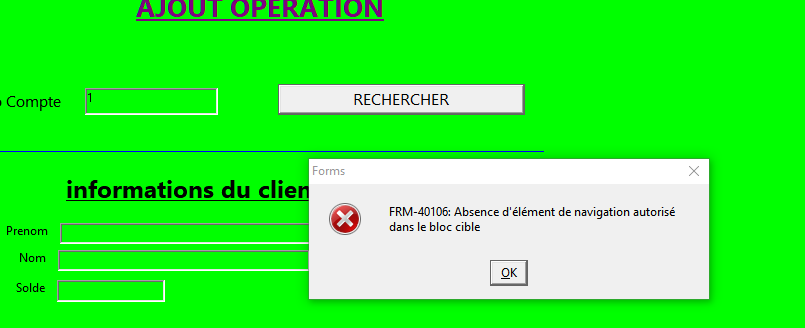 AJOUT OPERATION
Compte
1
RECHERCHER
informations du clien
Forms
FRM-40106: Absence d'élément de navigation autorisé
dans le bloc cible
OK
Prenom
Nom
Solde